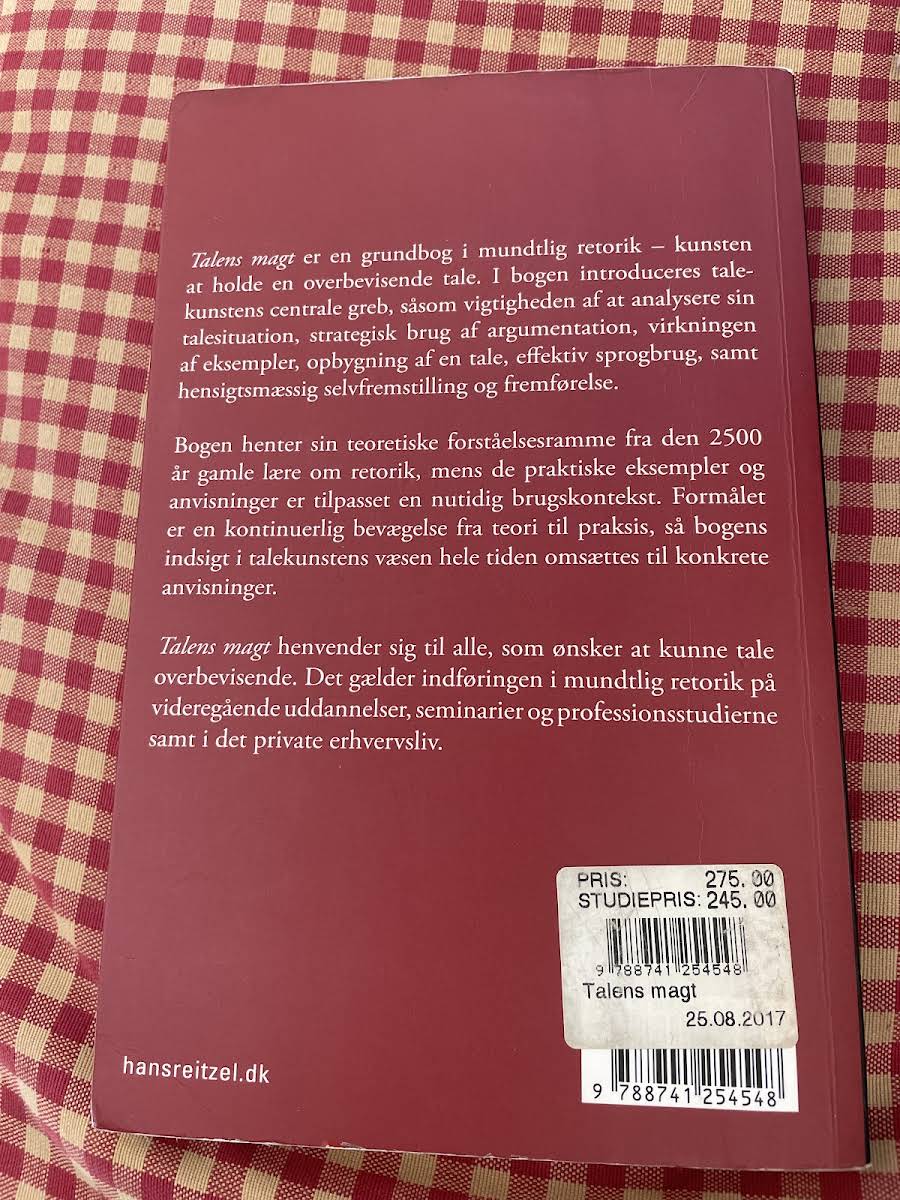 Talens magt er en grundbog i mundtlig retorik – kunsten
at holde en overbevisende tale. I bogen introduceres tale-
kunstens centrale greb, såsom vigtigheden af at analysere sin
talesituation, strategisk brug af argumentation, virkningen
af eksempler, opbygning af en tale, effektiv sprogbrug, samt
hensigtsmæssig selvfremstilling og fremførelse.
Bogen henter sin teoretiske forståelsesramme fra den 2500
år gamle lære om retorik, mens de praktiske eksempler og
anvisninger er tilpasset en nutidig brugskontekst. Formålet
er en kontinuerlig bevægelse fra teori til praksis, så bogens
indsigt i talekunstens væsen hele tiden omsættes til konkrete
anvisninger.
Talens magt henvender sig til alle, som ønsker at kunne tale
overbevisende. Det gælder indføringen i mundtlig retorik på
videregående uddannelser, seminarier og professionsstudierne
samt i det private erhvervsliv.
PRIS: 275.00
STUDIEPRIS: 245.00
9 788741 254548
Talens magt
25.08.2017
hansreitzel.dk
9 788741 254548